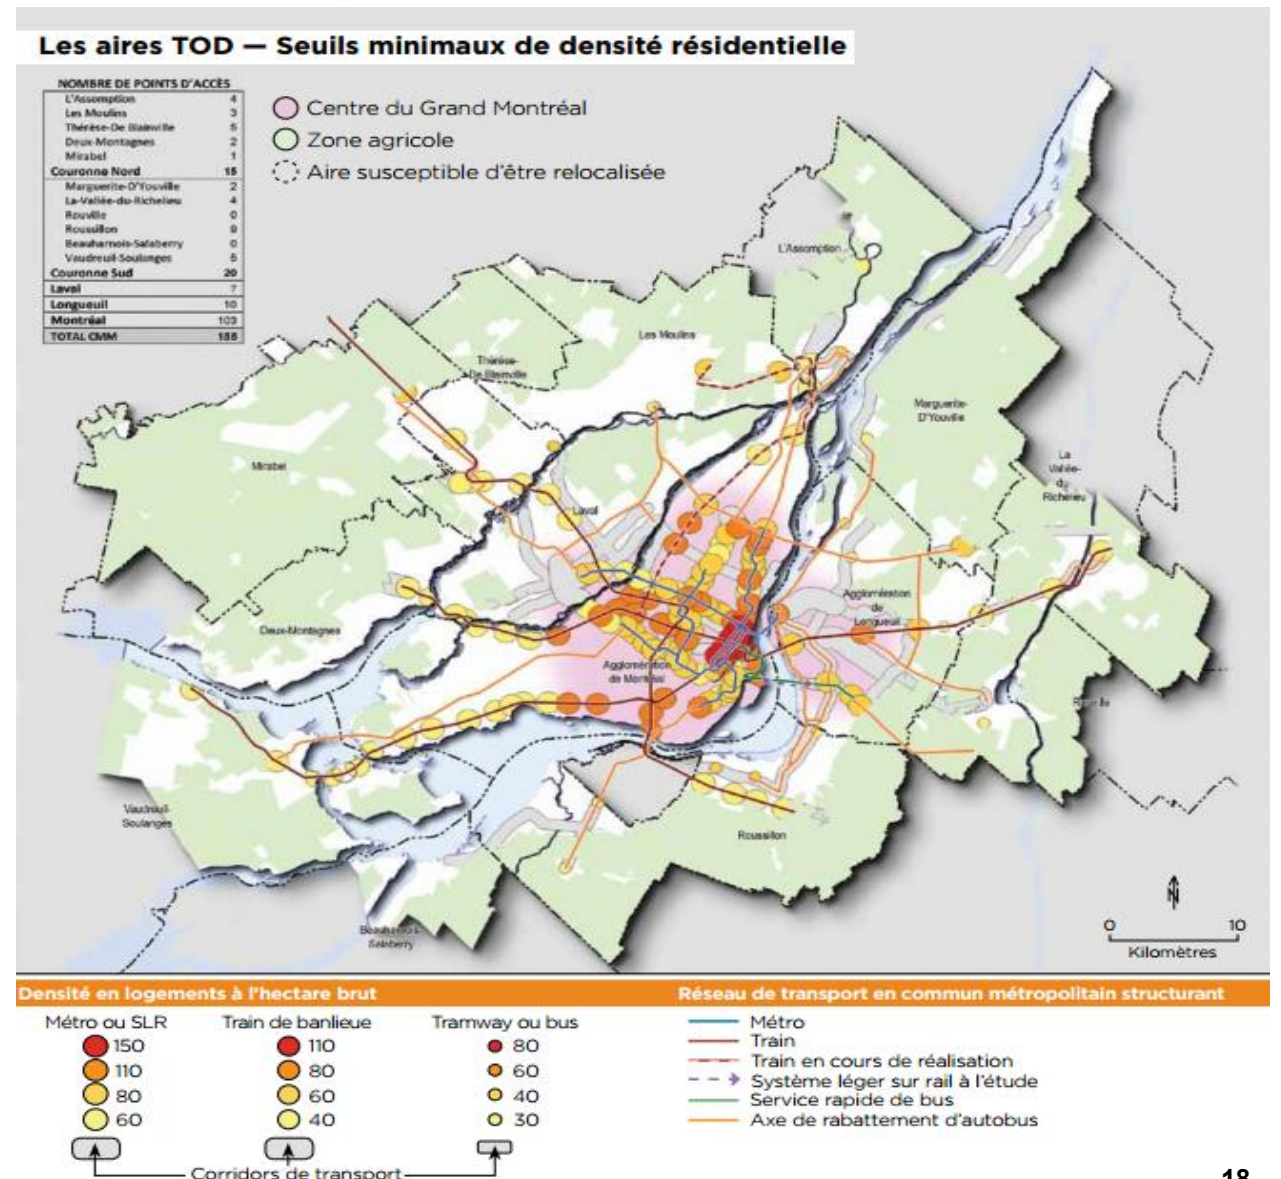 Les aires TOD — Seuils minimaux de densité résidentielle
NOMBRE DE POINTS D'ACCÈS
L'Assomption 4
Les Moulins 3
Thérèse-De Blainville 5
Deux-Montagnes 2
Mirabel 1
Couronne Nord 15
Marguerite-D'Youville 2
La-Vallée-du-Richelieu 4
Rouville 0
Roussillon 9
Beauharnois-Salaberry 0
Vaudreuil-Soulanges 5
Couronne Sud 20
Laval 7
Longueuil 10
Montréal 103
TOTAL CMM 155
Centre du Grand Montréal
Zone agricole
Aire susceptible d'être relocalisée
L'Assomption
Les Moulins
Thérèse-
De Blainville
Marguerite-
D'Youville
La
Vallée-
du-
Richelieu
Mirabel
Laval
Agglomération
de
Longueuil
Deux-Montagnes
Agglomération
de Montréal
Rouville
Vaudreuil-
Soulanges
Roussillon
Beauharnois-
Salaberry
N
0 10
Kilomètres
Densité en logements à l'hectare brut
Métro ou SLR
150
110
80
60
Train de banlieue
110
80
60
40
Tramway ou bus
80
60
40
30
Corridors de transport
Réseau de transport en commun métropolitain structurant
Métro
Train
Train en cours de réalisation
Système léger sur rail à l'étude
Service rapide de bus
Axe de rabattement d'autobus
18